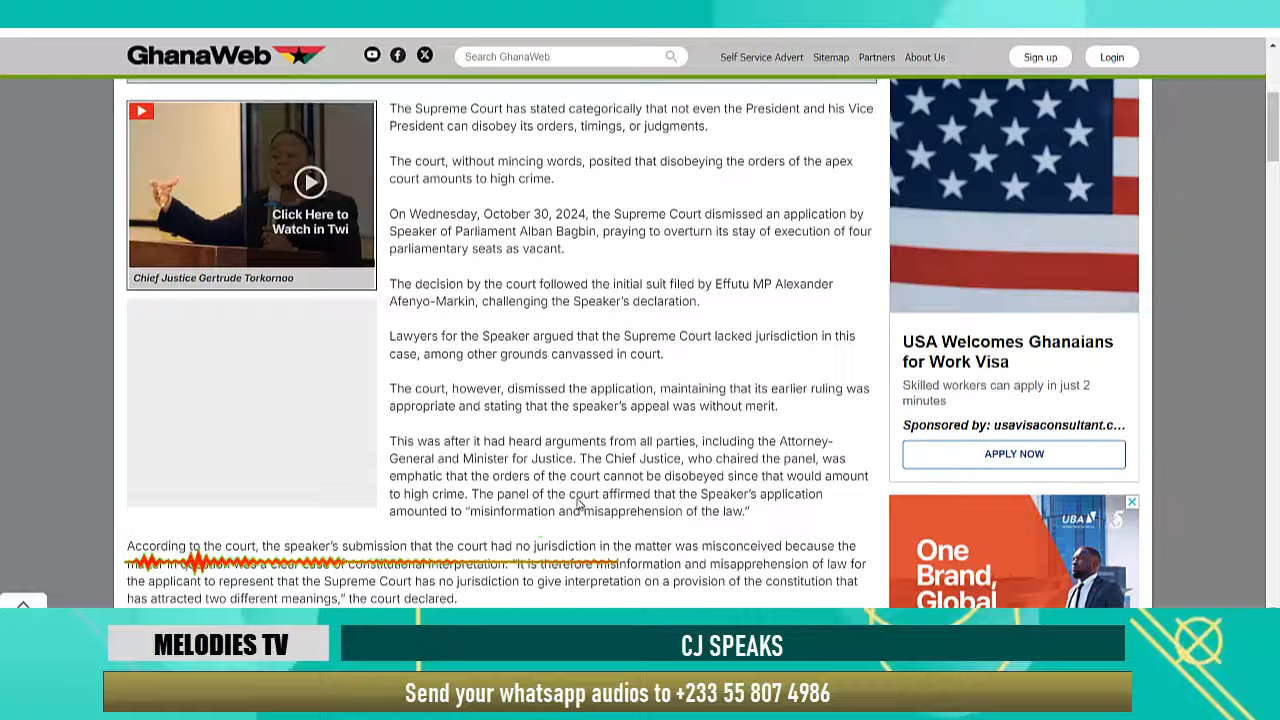 GhanaWeb
Search GhanaWeb
Self Service Advert Sitemap Partners About Us
Sign up
Login
Click Here to
Watch in Twi
Chief Justice Gertrude Torkornoo
The Supreme Court has stated categorically that not even the President and his Vice
President can disobey its orders, timings, or judgments.
The court, without mincing words, posited that disobeying the orders of the apex
court amounts to high crime.
On Wednesday, October 30, 2024, the Supreme Court dismissed an application by
Speaker of Parliament Alban Bagbin, praying to overturn its stay of execution of four
parliamentary seats as vacant.
The decision by the court followed the initial suit filed by Effutu MP Alexander
Afenyo-Markin, challenging the Speaker's declaration.
Lawyers for the Speaker argued that the Supreme Court lacked jurisdiction in this
case, among other grounds canvassed in court.
The court, however, dismissed the application, maintaining that its earlier ruling was
appropriate and stating that the speaker's appeal was without merit.
This was after it had heard arguments from all parties, including the Attorney-
General and Minister for Justice. The Chief Justice, who chaired the panel, was
emphatic that the orders of the court cannot be disobeyed since that would amount
to high crime. The panel of the court affirmed that the Speaker's application
amounted to "misinformation and misapprehension of the law."
According to the court, the speaker's submission that the court had no jurisdiction in the matter was misconceived because the
constitutional interpretation. "It is therefore misinformation and misapprehension of law for
the applicant to represent that the Supreme Court has no jurisdiction to give interpretation on a provision of the constitution that
has attracted two different meanings," the court declared.
USA Welcomes Ghanaians
for Work Visa
Skilled workers can apply in just 2
minutes
Sponsored by: usavisaconsultant.c...
APPLY NOW
UBA
One
Brand,
Global
MELODIES TV
CJ SPEAKS
Send your whatsapp audios to +233 55 807 4986